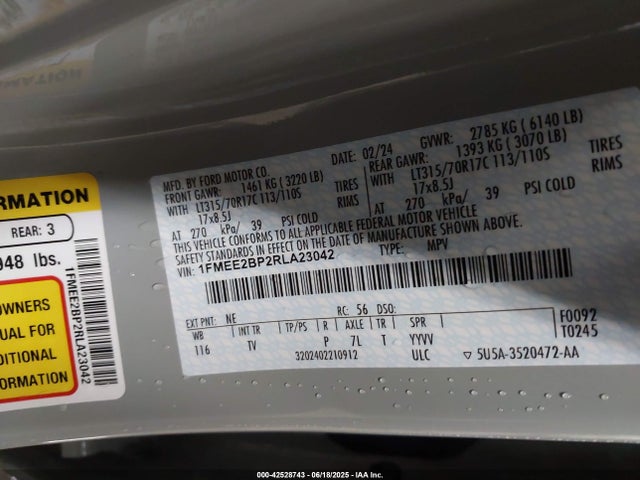 MFD. BY FORD MOTOR CO.
DATE: 02/24 GVWR: 2785 KG ( 6140 LB)
FRONT GAWR: 1461 KG ( 3220 LB) REAR GAWR: 1393 KG ( 3070 LB)
WITH LT315/70R17C 113/110S TIRES WITH LT315/70R17C 113/110S TIRES
17x8.5J RIMS 17x8.5J RIMS
AT 270 kPa/ 39 PSI COLD AT 270 kPa/ 39 PSI COLD
THIS VEHICLE CONFORMS TO ALL APPLICABLE FEDERAL MOTOR VEHICLE
SAFETY STANDARDS IN EFFECT ON THE DATE OF MANUFACTURE SHOWN ABOVE.
VIN: 1FMEE2BP2RLA23042 TYPE: MPV
EXT PNT: NE RC: 56 DSO:
WB INT TR TP/PS R AXLE TR SPR
116 TV P 7L T YYYV
3202402210912 ULC
F0092
T0245
▽ 5U5A-3520472-AA
REAR: 3
948 lbs.
OWNERS
FOR
INFORMATION
1FMEE2BP2RLA23042
000-42528743 / 06/18/2025 - IAA Inc.